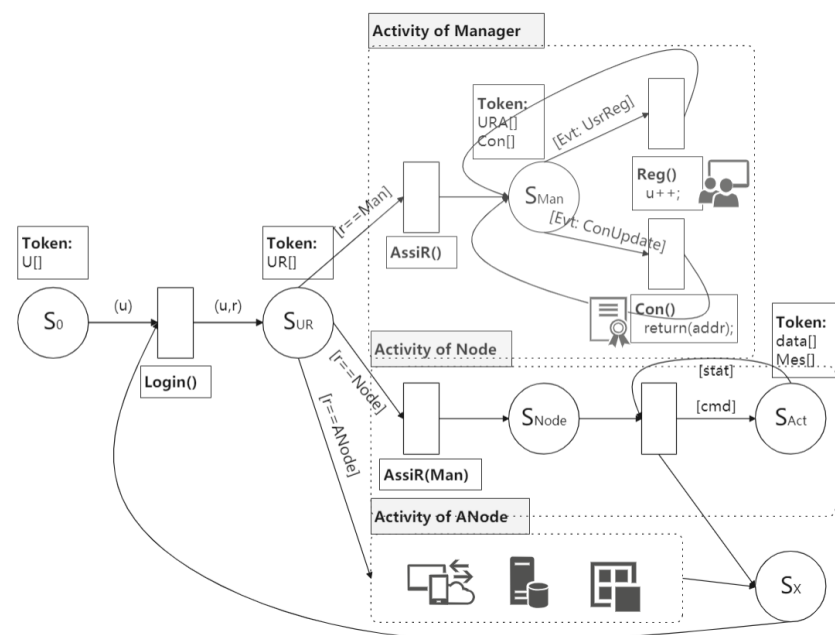 Activity of Manager
Token:
URA[]
Con[]
[Evt: UsrReg]
Reg()
u++;
[r==Man]
SMan
[Evt: ConUpdate]
AssiR()
Token:
U[]
Token:
UR[]
S0
(u)
(u,r)
SUR
Login()
Con()
return(addr);
Activity of Node
Token:
data[]
Mes[]
[stat]
[r==Node]
[r==ANode]
SNode
[cmd]
SAct
AssiR(Man)
Activity of ANode
SX